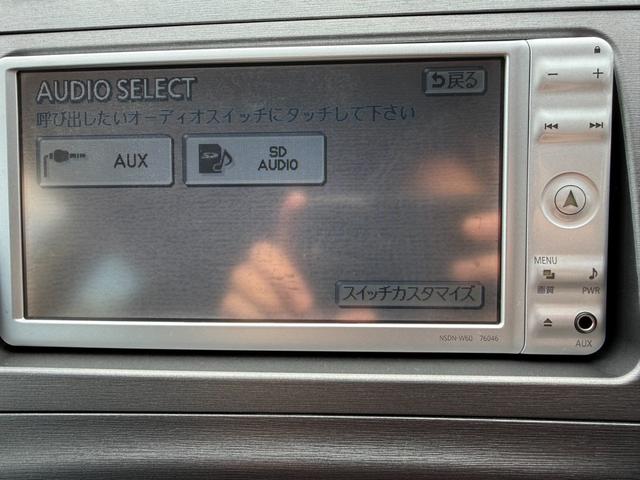 AUDIO SELECT
戻る
呼び出したいオーディオスイッチにタッチして下さい
AUX
SD
AUDIO
スイッチカスタマイズ
MENU
画質
PWR
AUX
NSDN-W60 76046